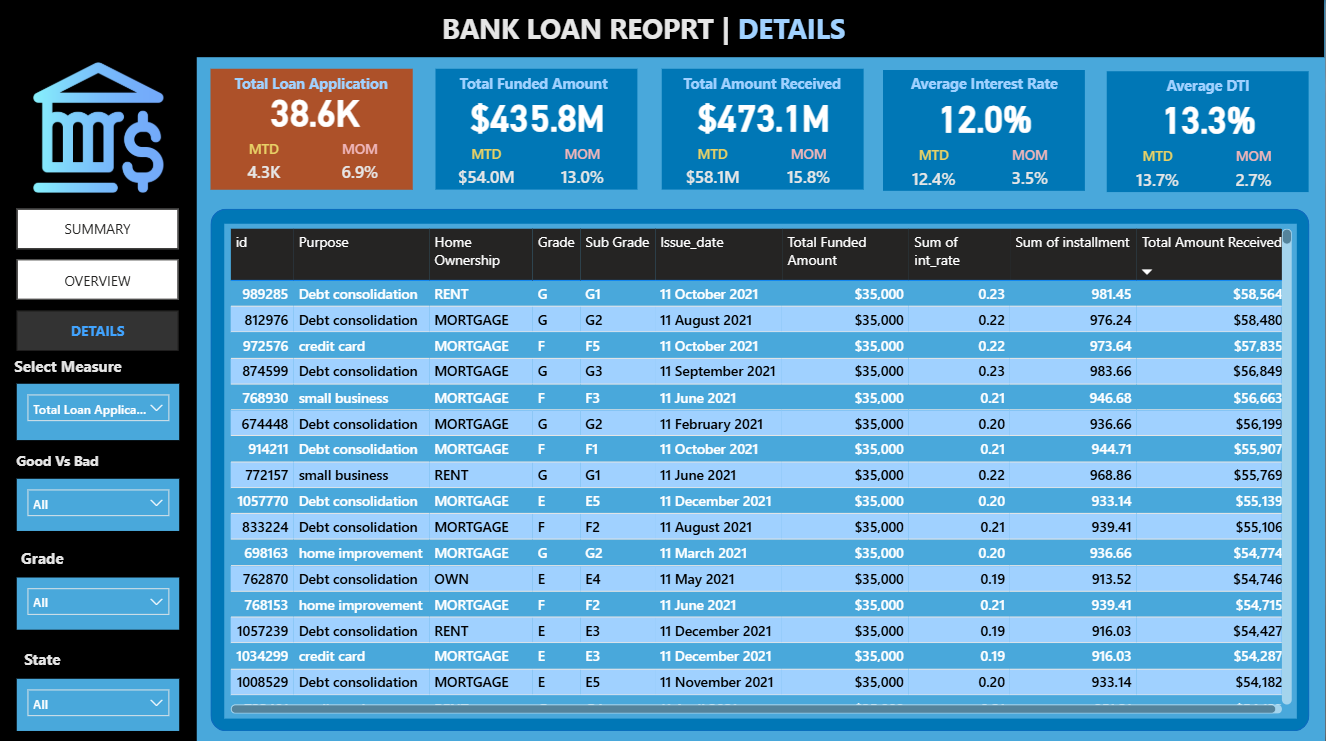 BANK LOAN REOPRT | DETAILS
Total Loan Application
38.6K
MTD MOM
4.3K 6.9%
Total Funded Amount
$435.8M
MTD MOM
$54.0M 13.0%
Total Amount Received
$473.1M
MTD MOM
$58.1M 15.8%
Average Interest Rate
12.0%
MTD MOM
12.4% 3.5%
Average DTI
13.3%
MTD MOM
13.7% 2.7%
SUMMARY
OVERVIEW
DETAILS
Select Measure
Total Loan Applica...
Good Vs Bad
All
Grade
All
State
All
id Purpose Home Ownership Grade Sub Grade Issue_date Total Funded Amount Sum of int_rate Sum of installment Total Amount Received
989285 Debt consolidation RENT G G1 11 October 2021 $35,000 0.23 981.45 $58,564
812976 Debt consolidation MORTGAGE G G2 11 August 2021 $35,000 0.22 976.24 $58,480
972576 credit card MORTGAGE F F5 11 October 2021 $35,000 0.22 973.64 $57,835
874599 Debt consolidation MORTGAGE G G3 11 September 2021 $35,000 0.23 983.66 $56,849
768930 small business MORTGAGE F F3 11 June 2021 $35,000 0.21 946.68 $56,663
674448 Debt consolidation MORTGAGE G G2 11 February 2021 $35,000 0.20 936.66 $56,199
914211 Debt consolidation MORTGAGE F F1 11 October 2021 $35,000 0.21 944.71 $55,907
772157 small business RENT G G1 11 June 2021 $35,000 0.22 968.86 $55,769
1057770 Debt consolidation MORTGAGE E E5 11 December 2021 $35,000 0.20 933.14 $55,139
833224 Debt consolidation MORTGAGE F F2 11 August 2021 $35,000 0.21 939.41 $55,106
698163 home improvement MORTGAGE G G2 11 March 2021 $35,000 0.20 936.66 $54,774
762870 Debt consolidation OWN E E4 11 May 2021 $35,000 0.19 913.52 $54,746
768153 home improvement MORTGAGE F F2 11 June 2021 $35,000 0.21 939.41 $54,715
1057239 Debt consolidation RENT E E3 11 December 2021 $35,000 0.19 916.03 $54,427
1034299 credit card MORTGAGE E E3 11 December 2021 $35,000 0.19 916.03 $54,287
1008529 Debt consolidation MORTGAGE E E5 11 November 2021 $35,000 0.20 933.14 $54,182